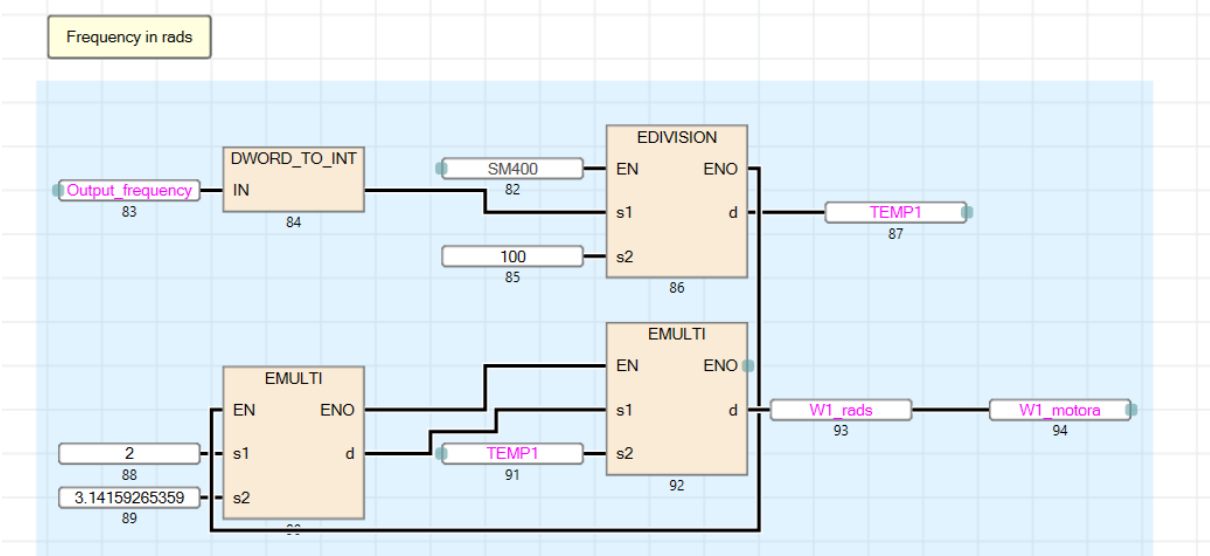 Frequency in rads
EDIVISION
DWORD_TO_INT
SM400
EN
ENO
82
Output_frequency
IN
83
84
s1
d
TEMP1
87
100
s2
85
86
EMULTI
EN
ENO
EMULTI
EN
ENO
s1
d
W1_rads
W1_motora
93
94
2
s1
d
TEMP1
s2
88
91
92
3.14159265359
s2
89